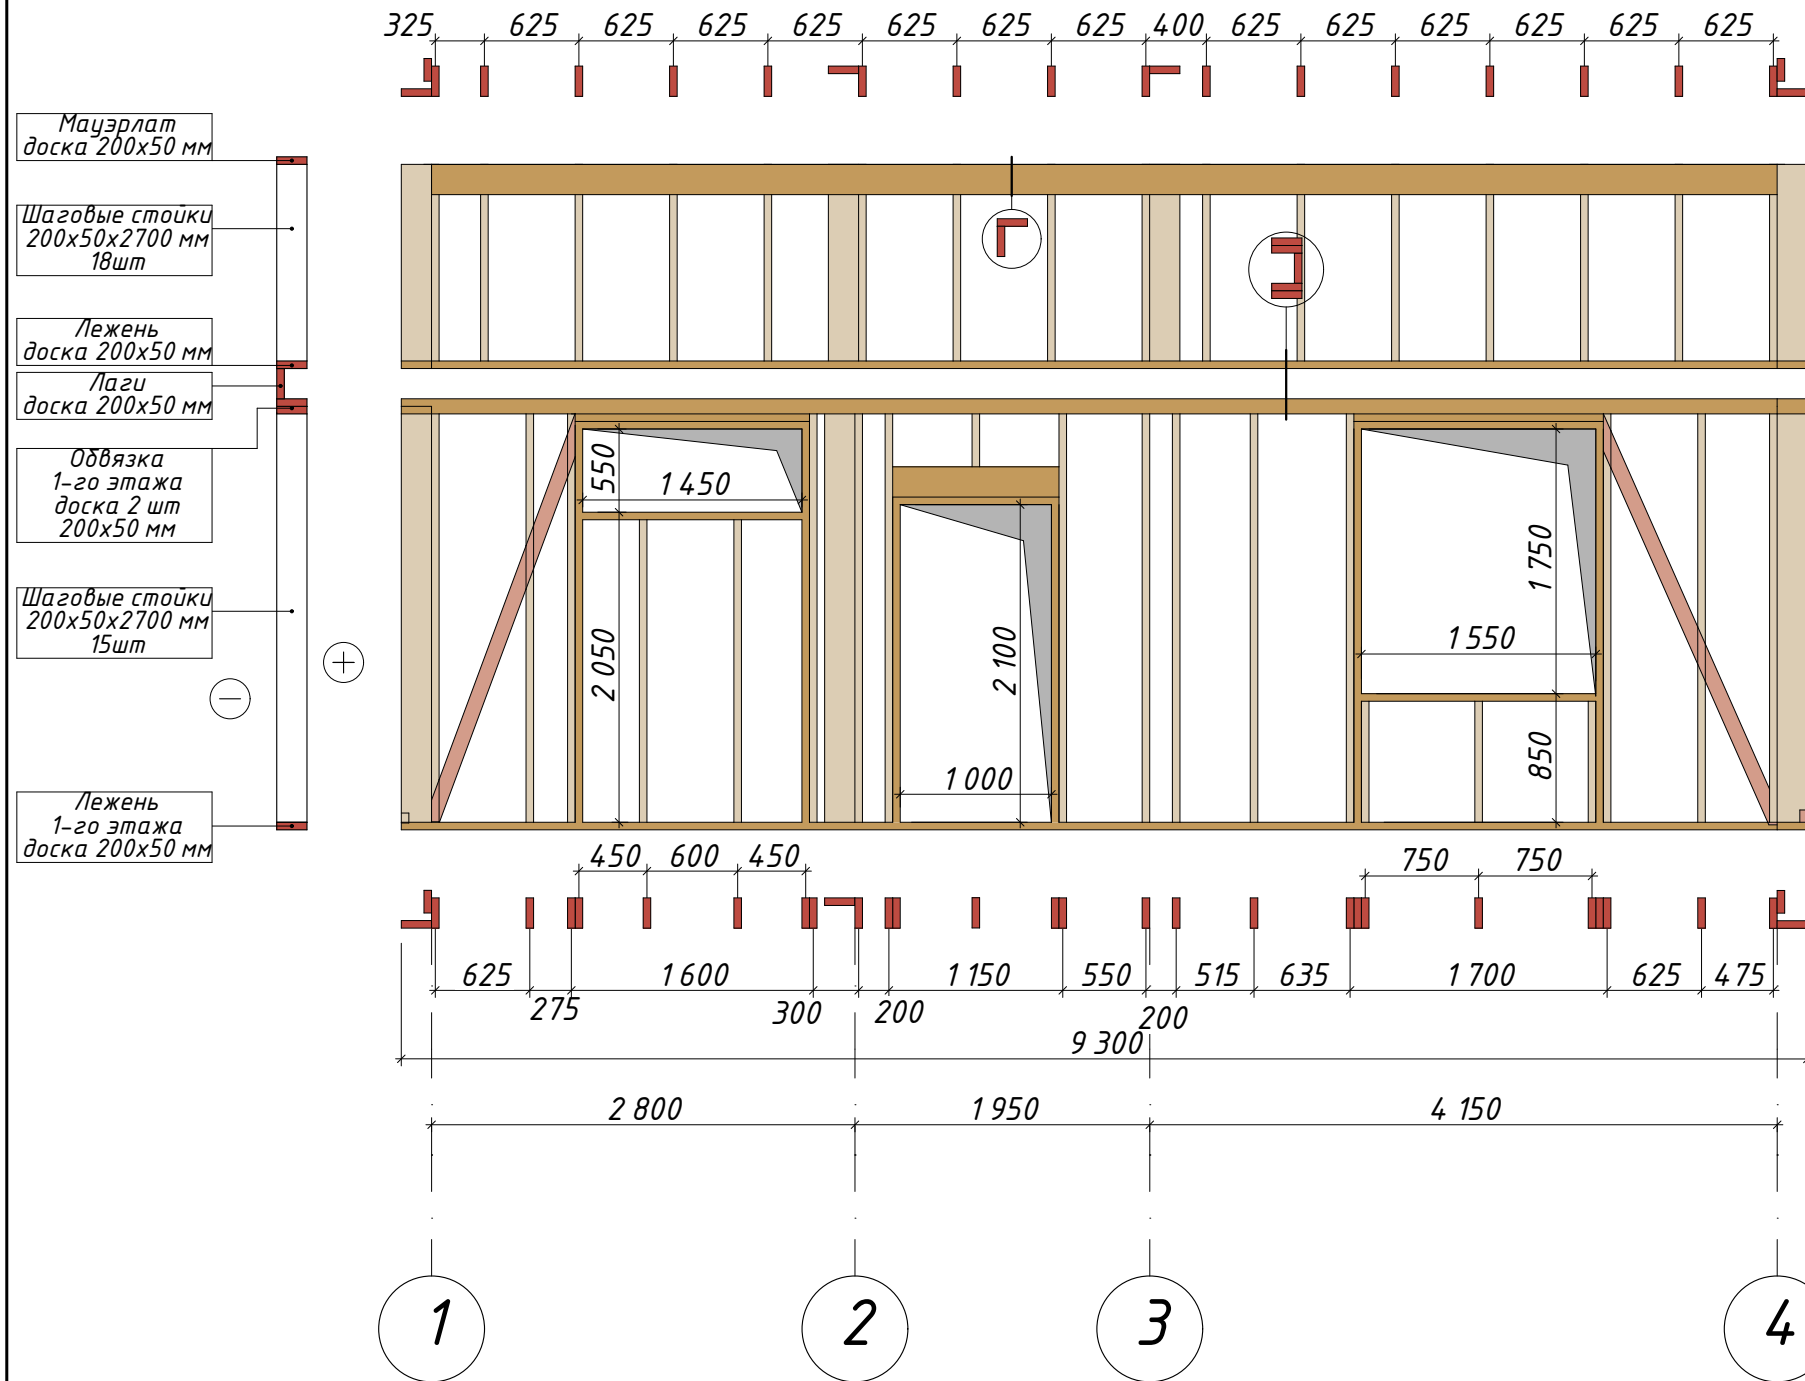 325 625 625 625 625 625 625 625 400 625 625 625 625 625 625
Мауэрлат
доска 200х50 мм
Шаговые стойки
200х50х2700 мм
18шт
Лежень
доска 200х50 мм
Лаги
доска 200х50 мм
Обвязка
1-го этажа
доска 2 шт
200х50 мм
Шаговые стойки
200х50х2700 мм
15шт
Лежень
1-го этажа
доска 200х50 мм
550
1 450
2 050
2 100
1 000
1 750
1 550
850
450 600 450
750 750
625 1 600 1 150 550 515 635 1 700 625 475
275 300 200 200
9 300
2 800 1 950 4 150
1 2 3 4